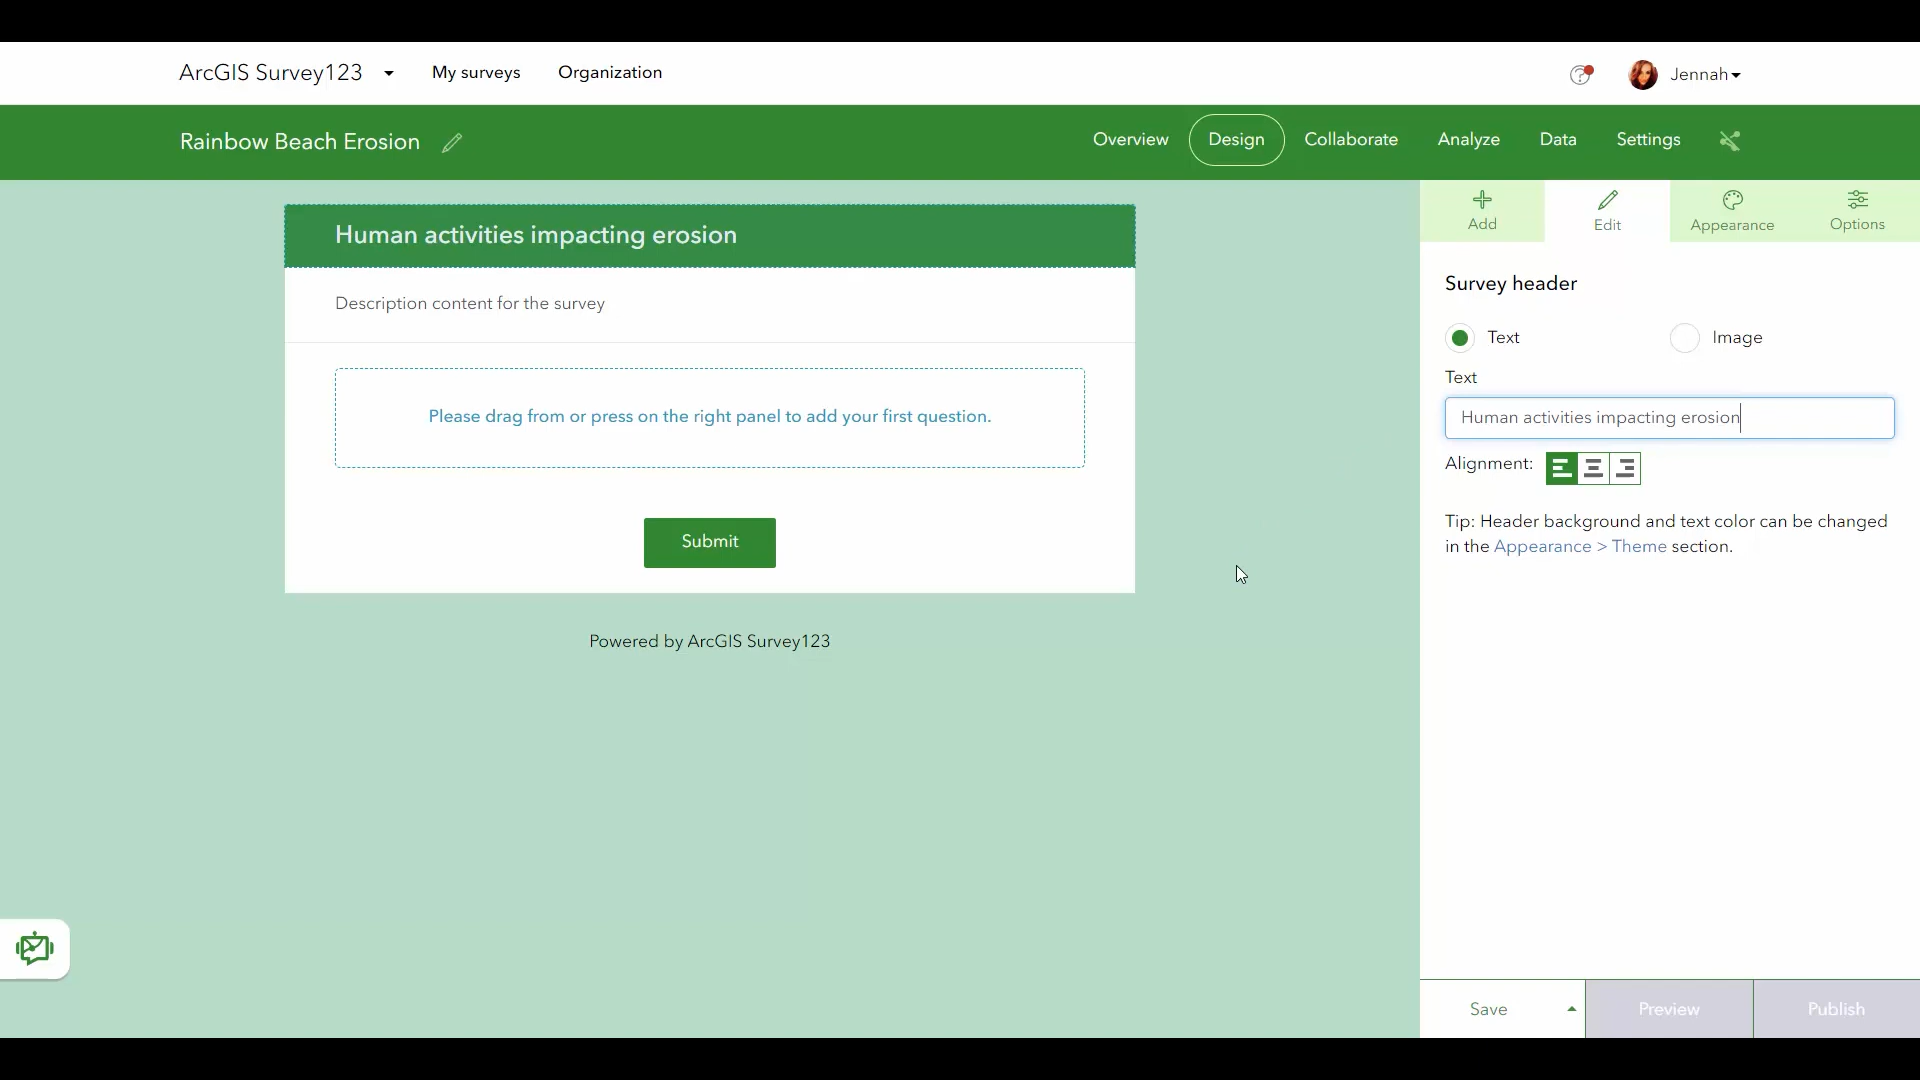 ArcGIS Survey123
My surveys
Organization
Jennah
Rainbow Beach Erosion
Overview
Design
Collaborate
Analyze
Data
Settings
Human activities impacting erosion
Description content for the survey
Please drag from or press on the right panel to add your first question.
Submit
Powered by ArcGIS Survey123
Add
Edit
Appearance
Options
Survey header
Text
Image
Text
Human activities impacting erosion
Alignment:
Tip: Header background and text color can be changed
in the Appearance > Theme section.
Save
Preview
Publish